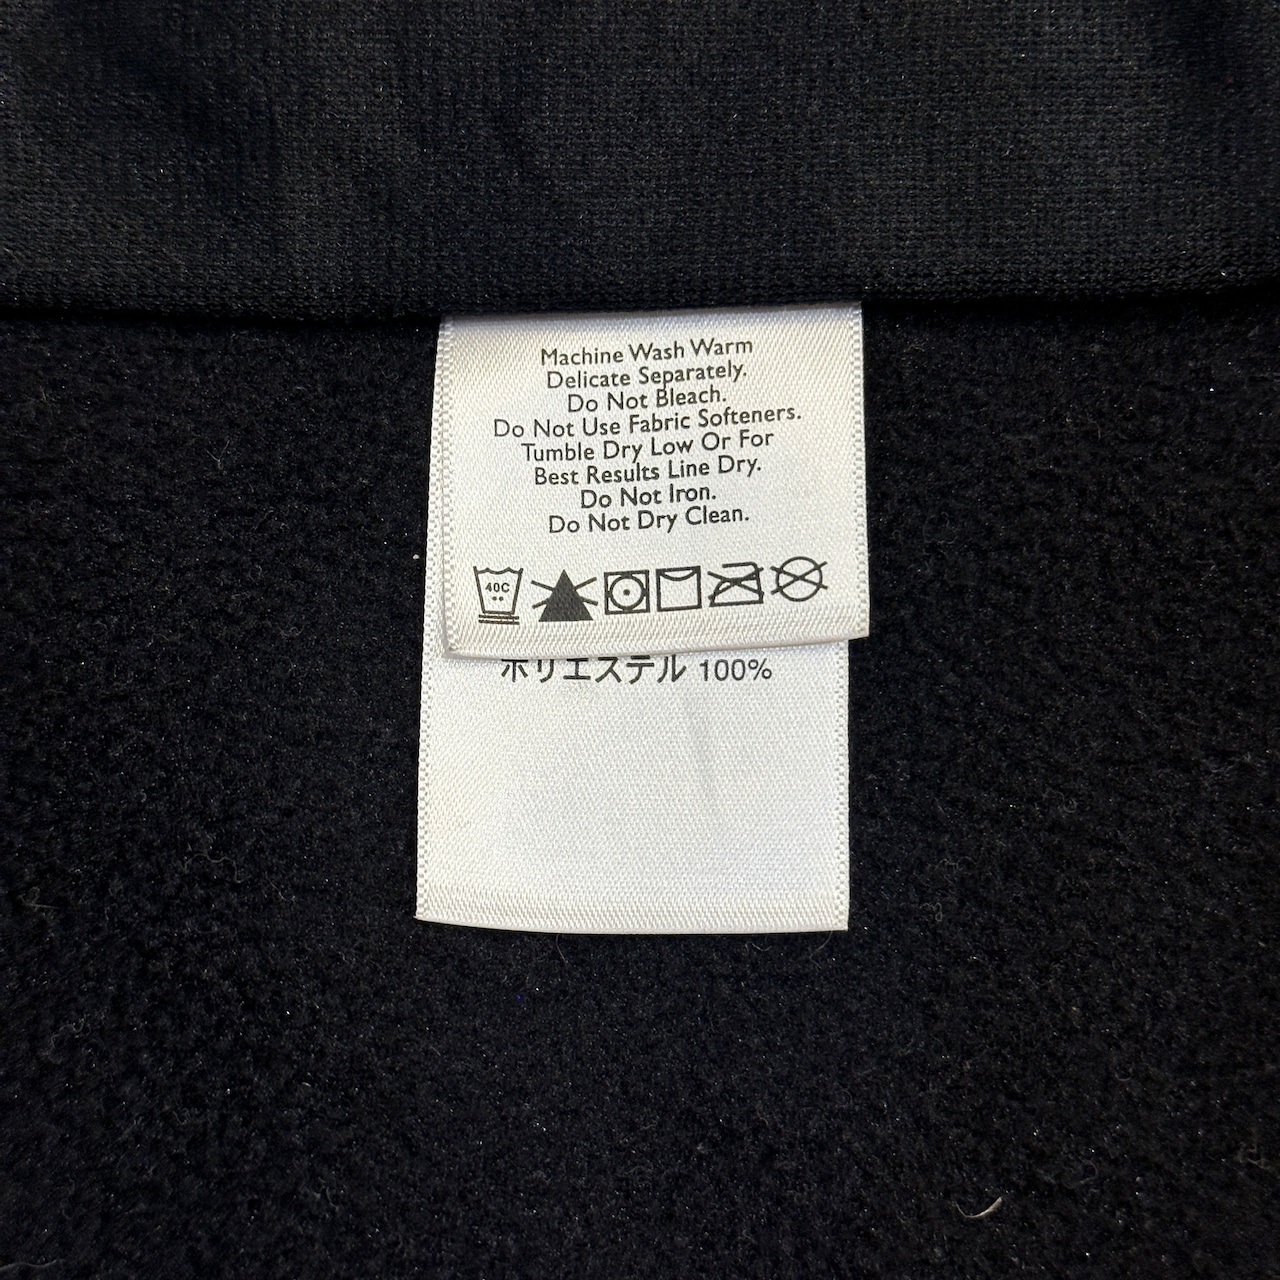 Machine Wash Warm
Delicate Separately.
Do Not Bleach.
Do Not Use Fabric Softeners.
Tumble Dry Low Or For
Best Results Line Dry.
Do Not Iron.
Do Not Dry Clean.
40C
ポリエステル 100%